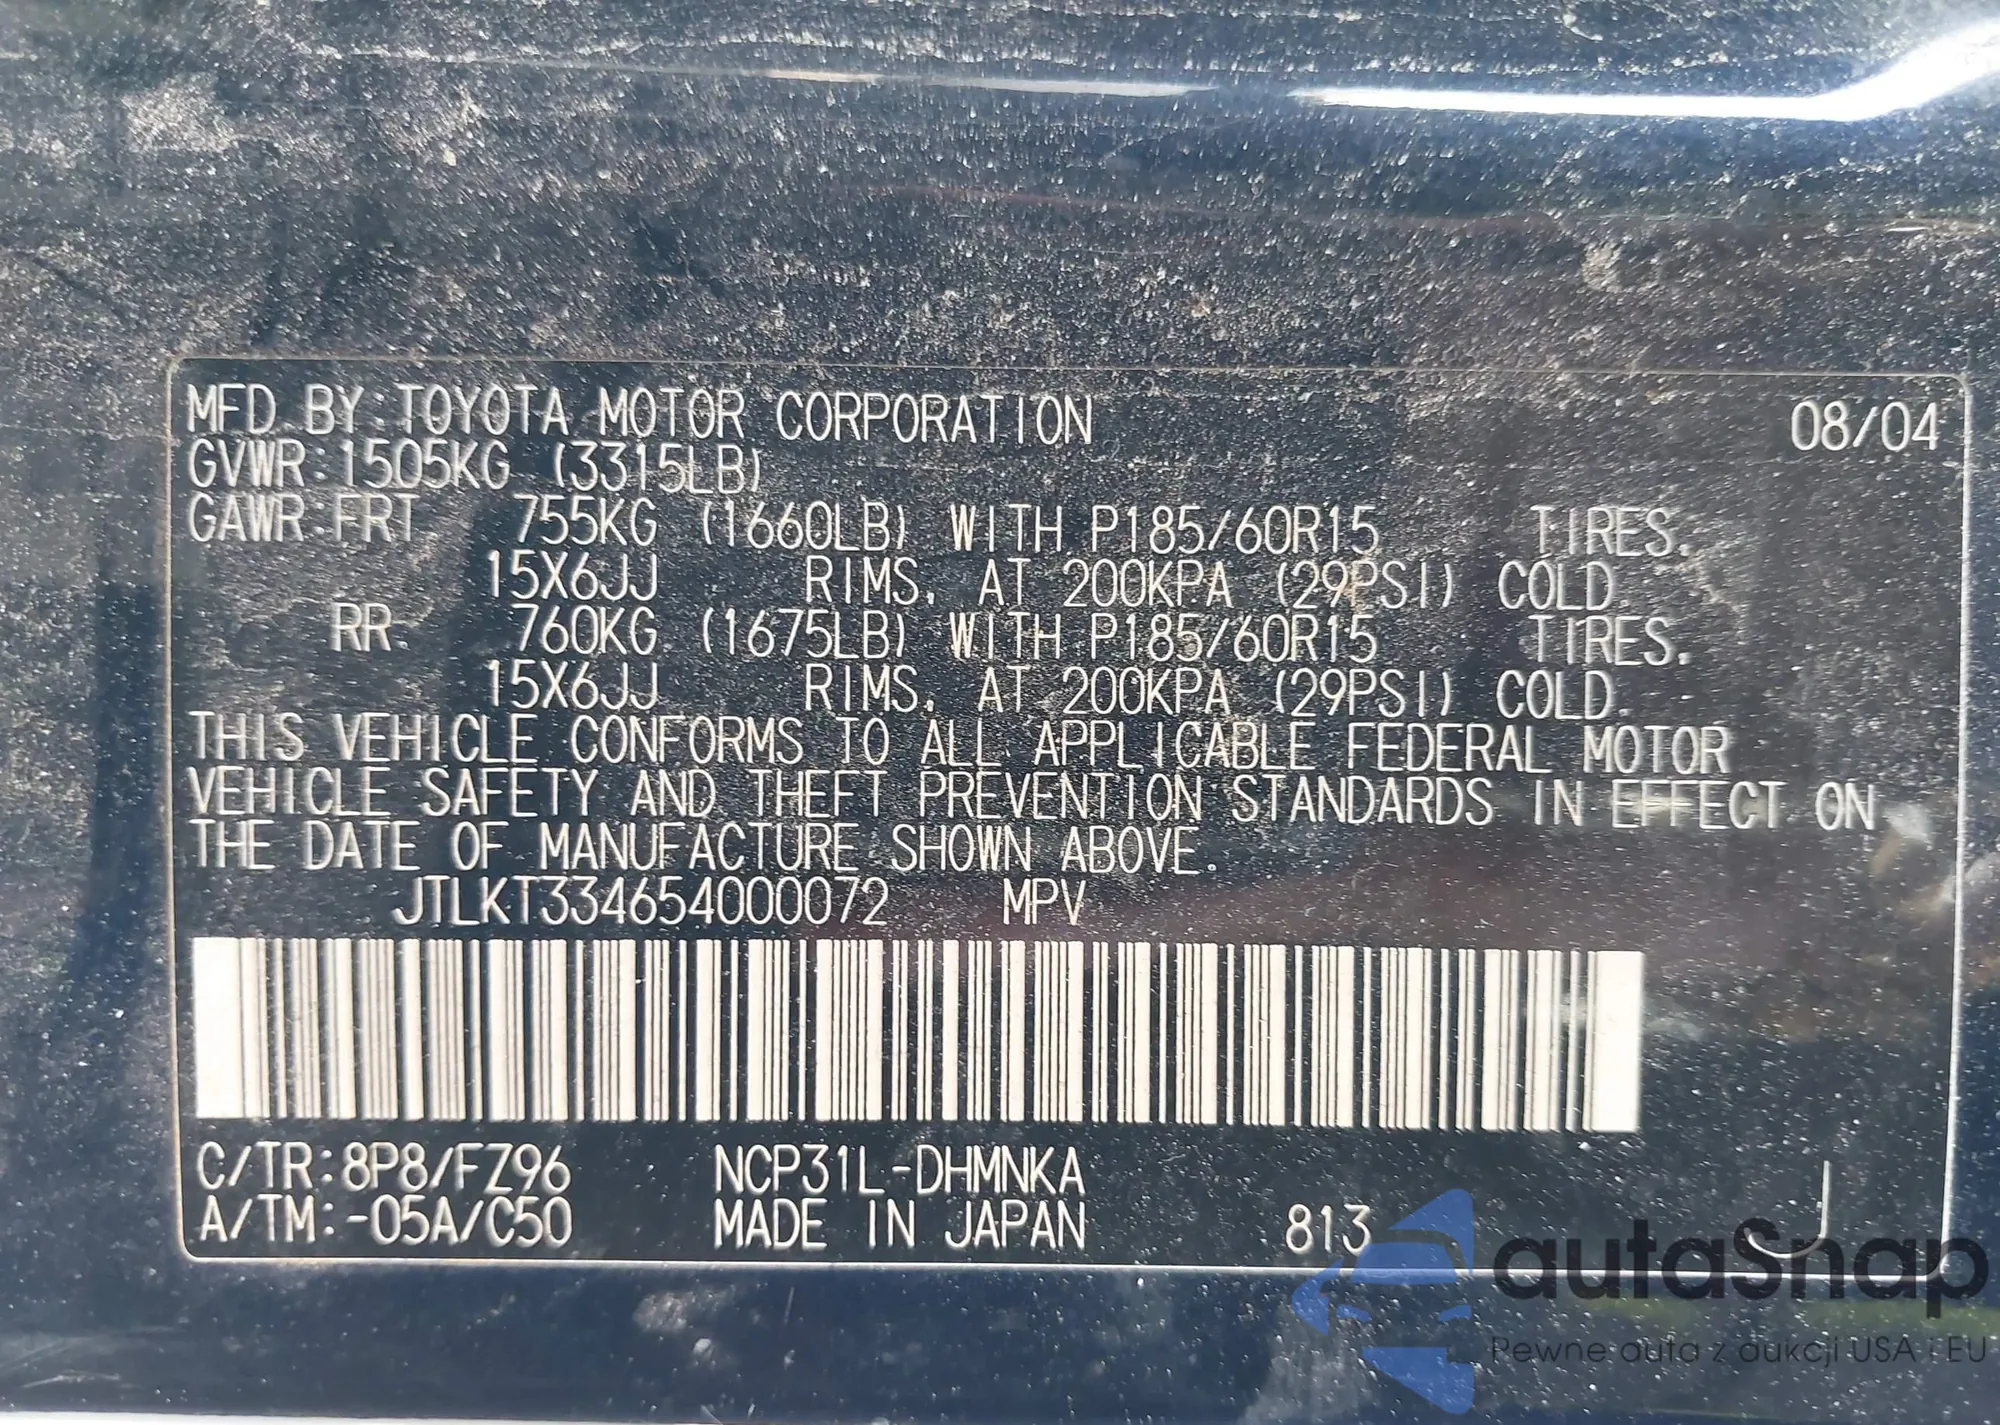 MFD. BY TOYOTA MOTOR CORPORATION 08/04
GVWR:1505KG (3315LB)
GAWR:FRT 755KG (1660LB) WITH P185/60R15 TIRES.
15X6JJ RIMS, AT 200KPA (29PSI) COLD.
RR 760KG (1675LB) WITH P185/60R15 TIRES.
15X6JJ RIMS, AT 200KPA (29PSI) COLD.
THIS VEHICLE CONFORMS TO ALL APPLICABLE FEDERAL MOTOR
VEHICLE SAFETY AND THEFT PREVENTION STANDARDS IN EFFECT ON
THE DATE OF MANUFACTURE SHOWN ABOVE.
JTLKT334654000072 MPV
C/TR:8P8/FZ96 NCP31L-DHMNKA
A/TM:-05A/C50 MADE IN JAPAN 813 J
autaSnap
Pewne auta z aukcji USA i EU